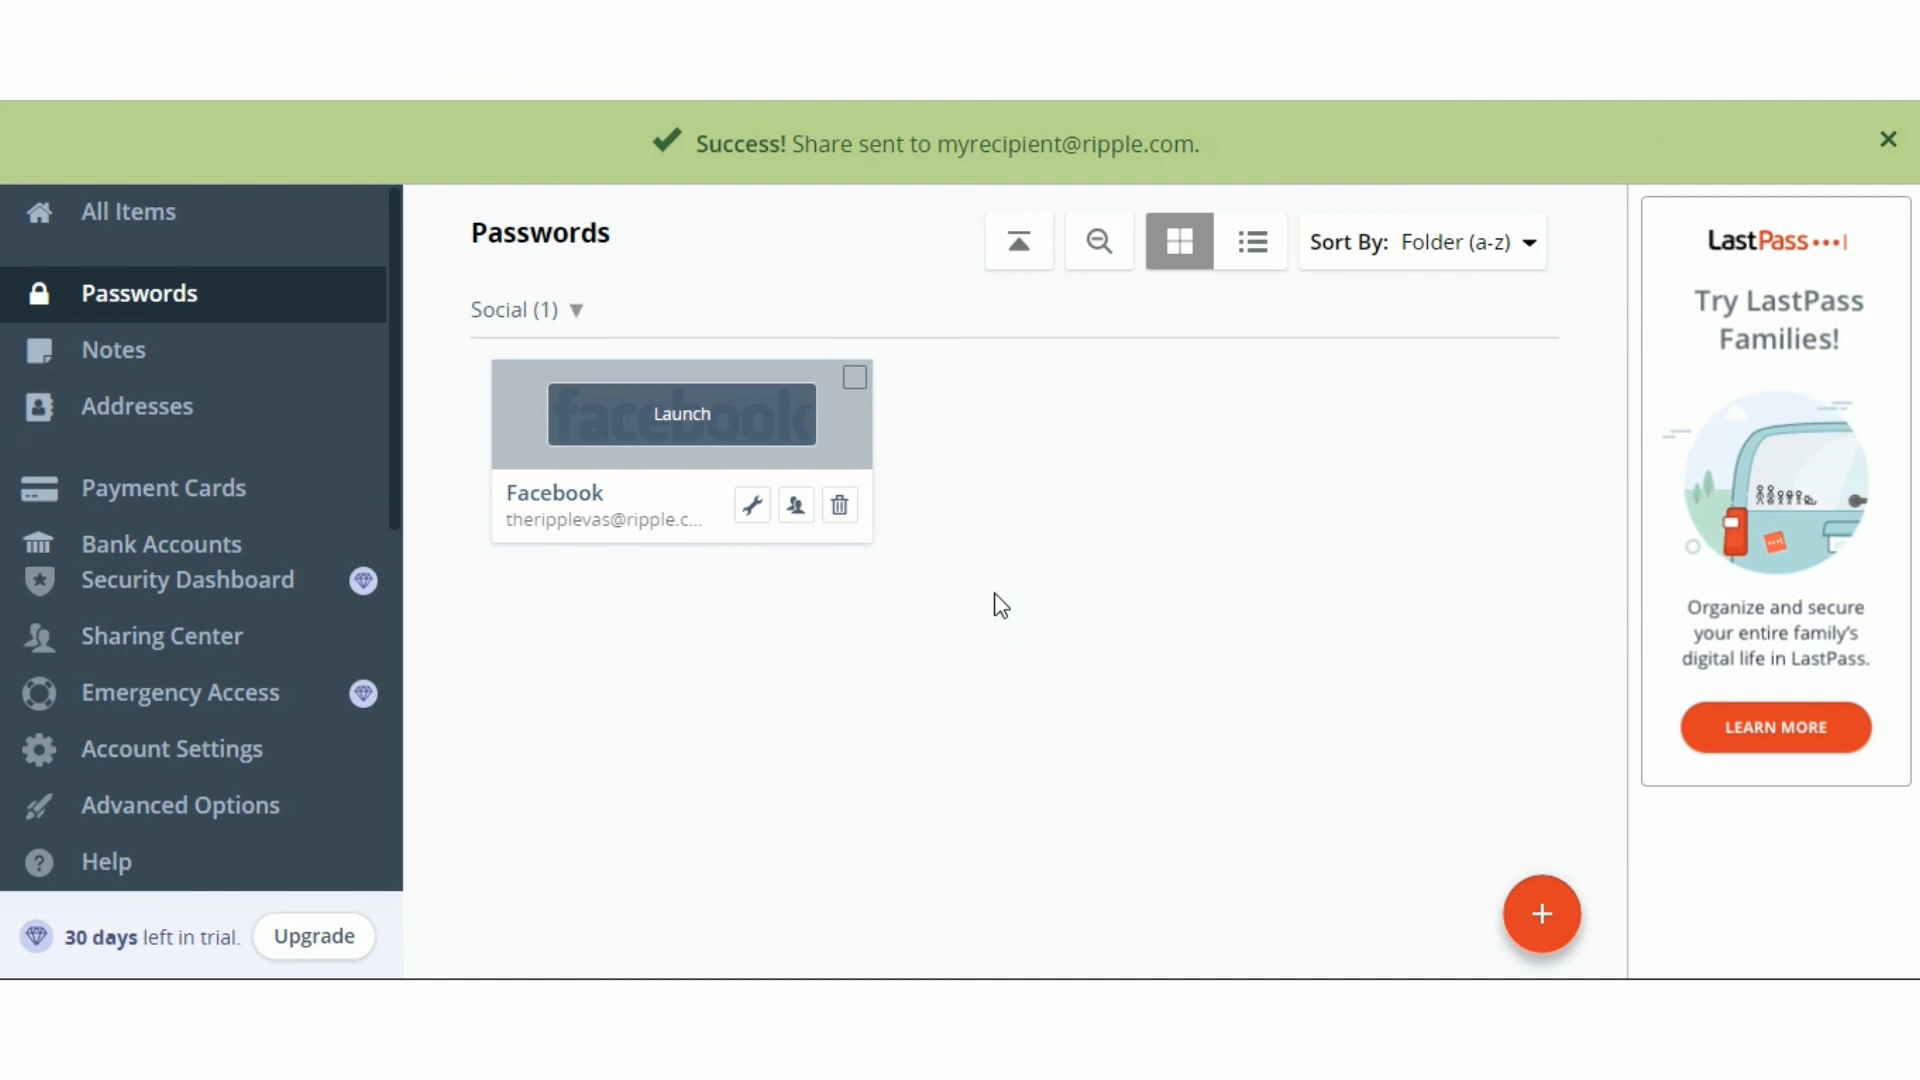 Success! Share sent to myrecipient@ripple.com.
All Items
Passwords
Notes
Addresses
Payment Cards
Bank Accounts
Security Dashboard
Sharing Center
Emergency Access
Account Settings
Advanced Options
Help
30 days left in trial.
Upgrade
Passwords
Sort By: Folder (a-z)
Social (1)
facebook
Launch
Facebook
theripplevas@ripple.c...
LastPass
Try LastPass
Families!
Organize and secure
your entire family's
digital life in LastPass.
LEARN MORE